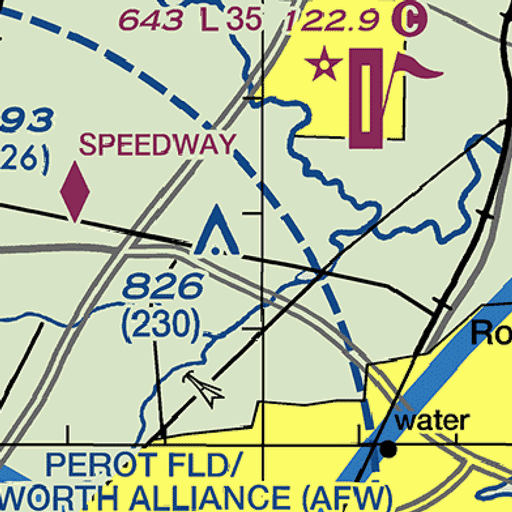 643 L 35 122.9 C
93
26)
SPEEDWAY
826
(230)
Ro
water
PEROT FLD/
WORTH ALLIANCE (AFW)